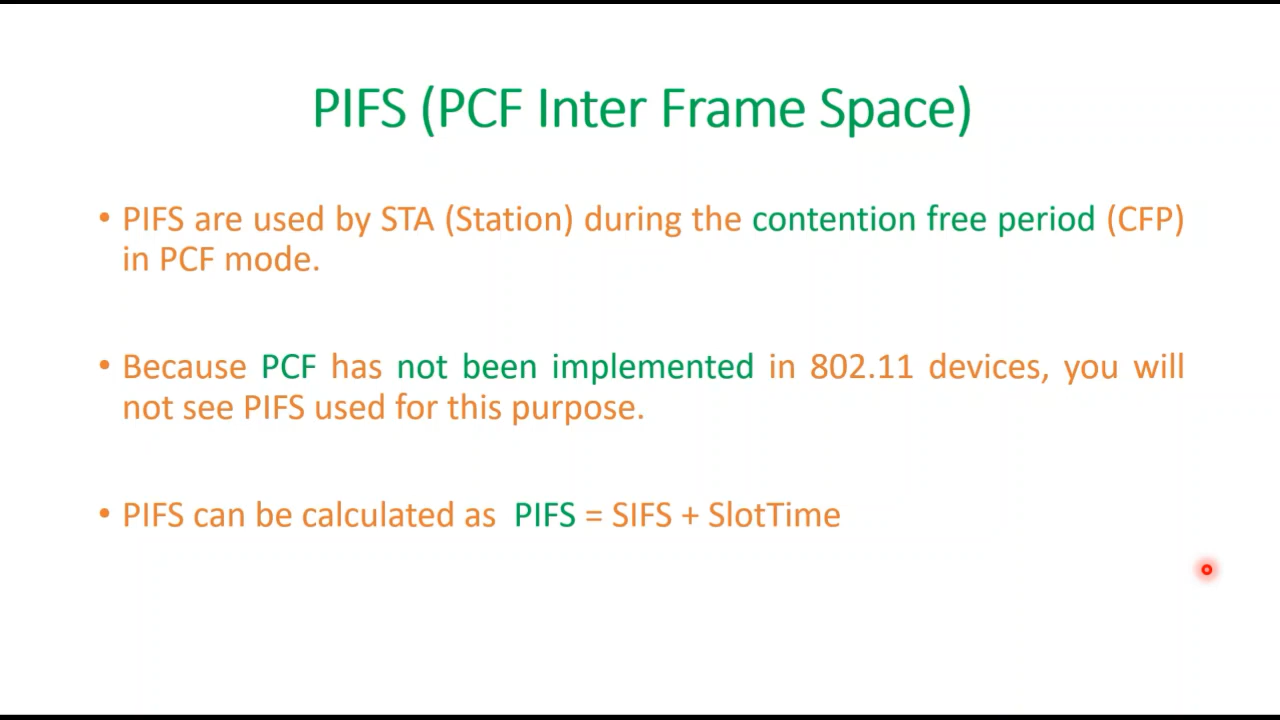 PIFS (PCF Inter Frame Space)
• PIFS are used by STA (Station) during the contention free period (CFP)
in PCF mode.
• Because PCF has not been implemented in 802.11 devices, you will
not see PIFS used for this purpose.
• PIFS can be calculated as PIFS = SIFS + SlotTime